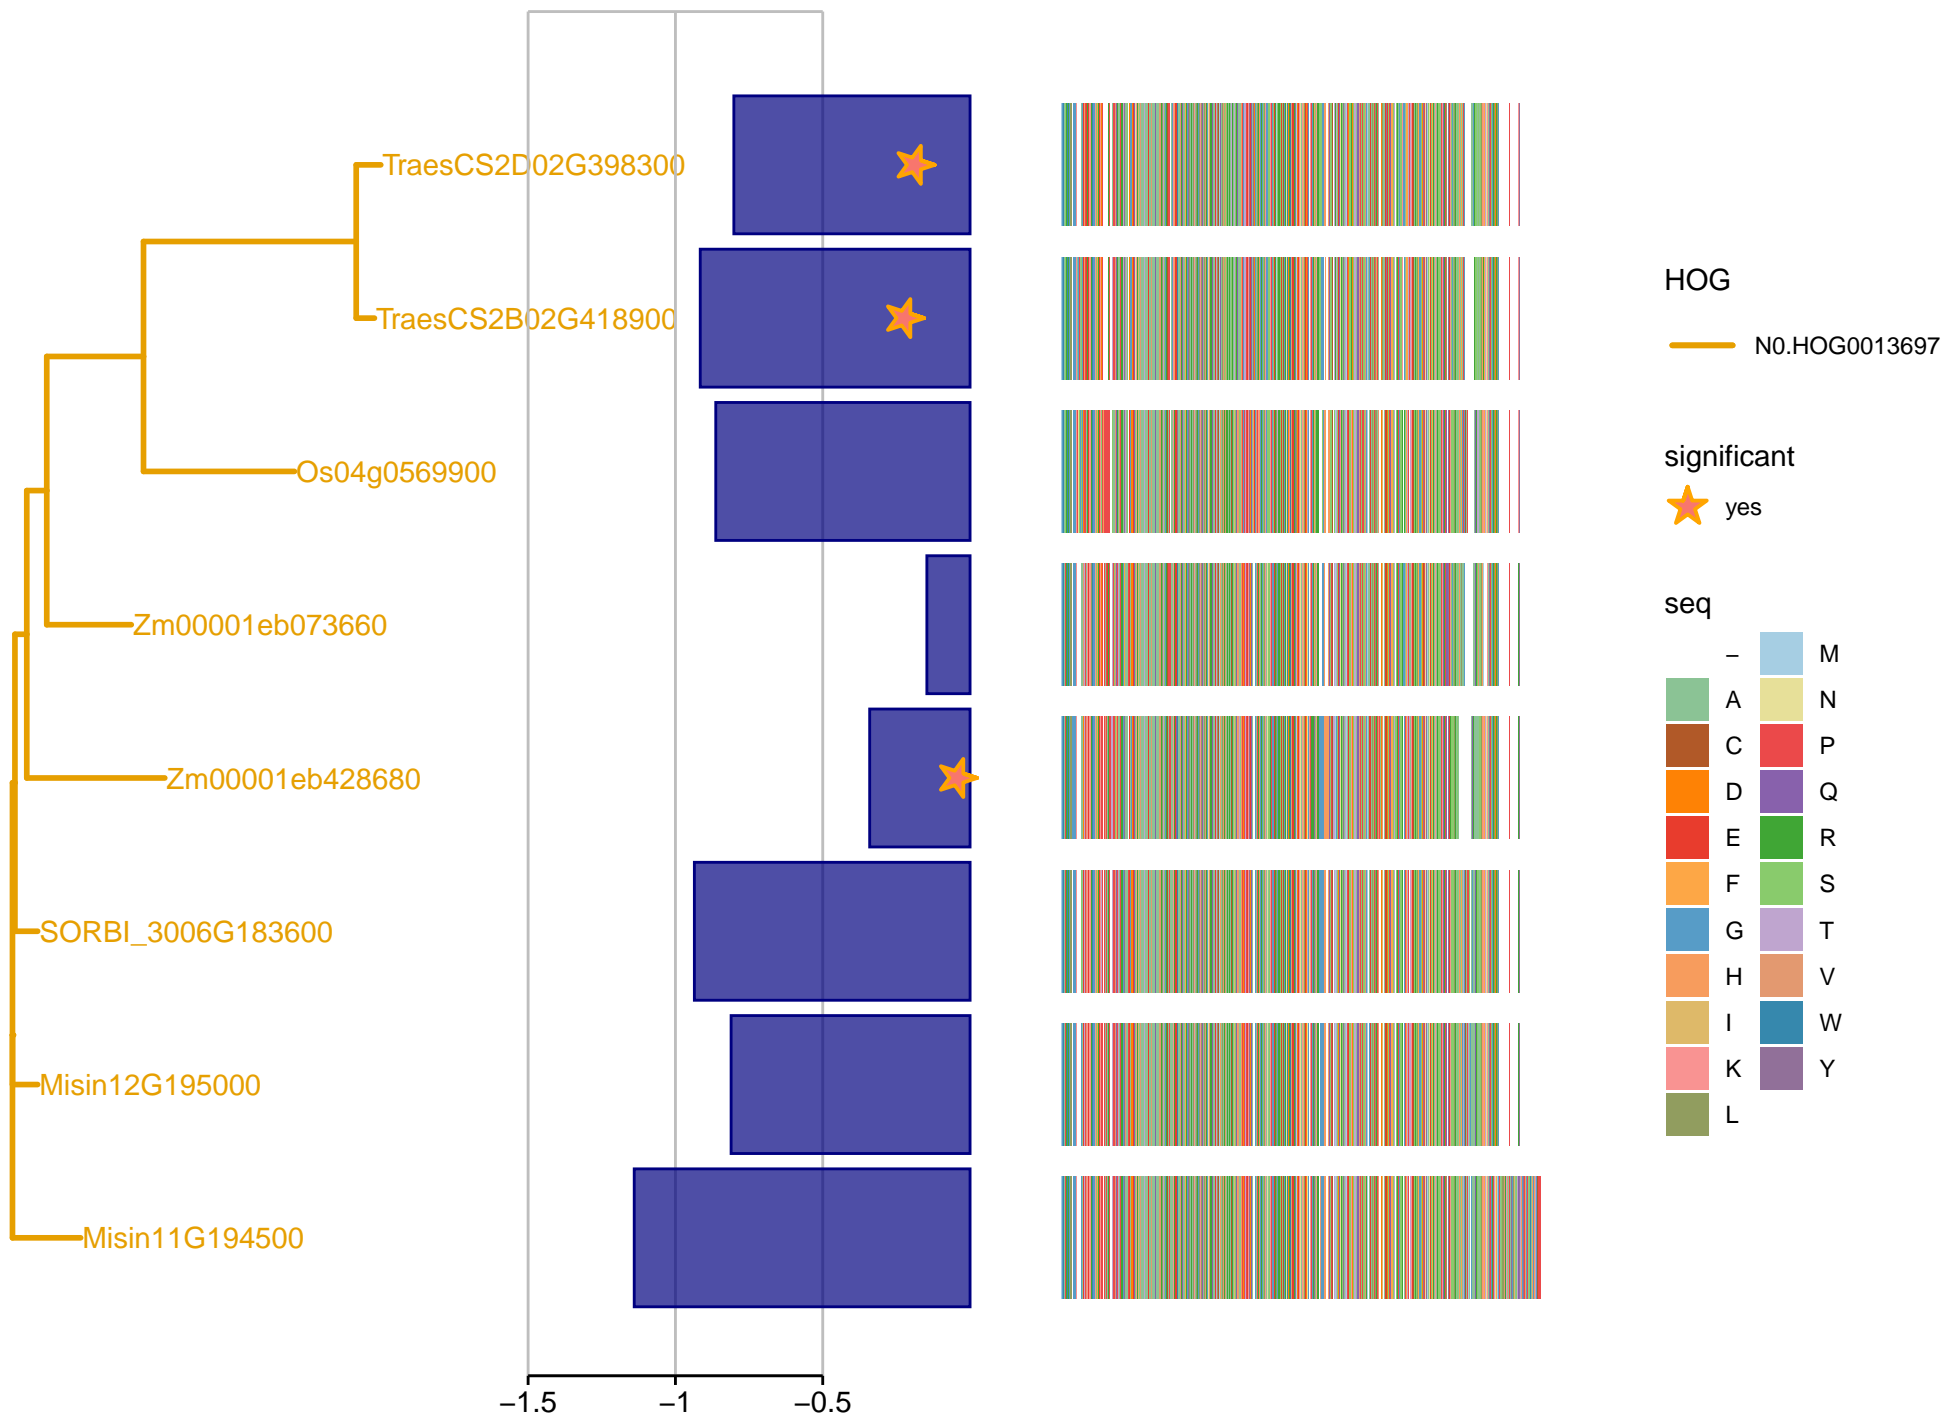 TraesCS2D02G398300
TraesCS2B02G418900
Os04g0569900
Zm00001eb073660
Zm00001eb428680
SORBI_3006G183600
Misin12G195000
Misin11G194500
−1.5 −1 −0.5
HOG
N0.HOG0013697
significant
yes
seq
– M
A N
C P
D Q
E R
F S
G T
H V
I W
K Y
L